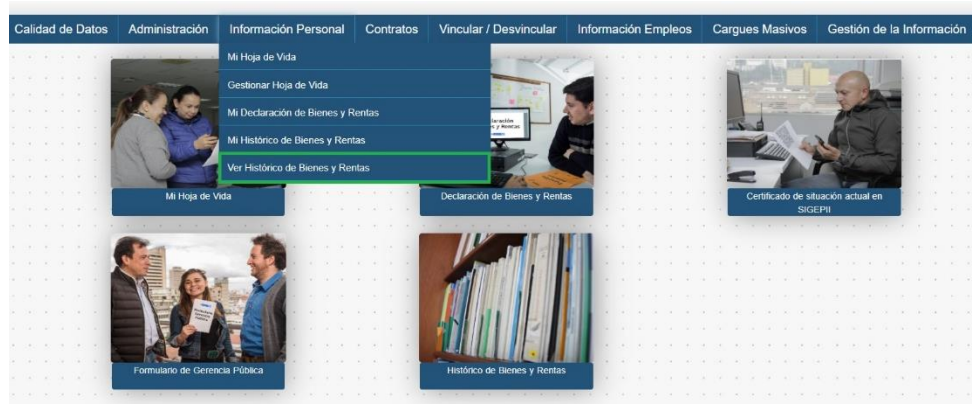 Calidad de Datos Administración Información Personal Contratos Vincular / Desvincular Información Empleos Cargues Masivos Gestión de la Información
Mi Hoja de Vida
Gestionar Hoja de Vida
Mi Declaración de Bienes y Rentas
Mi Histórico de Bienes y Rentas
Ver Histórico de Bienes y Rentas
Mi Hoja de Vida
Declaración de Bienes y Rentas
Certificado de situación actual en
SIGEPII
Formulario de Gerencia Pública
Histórico de Bienes y Rentas